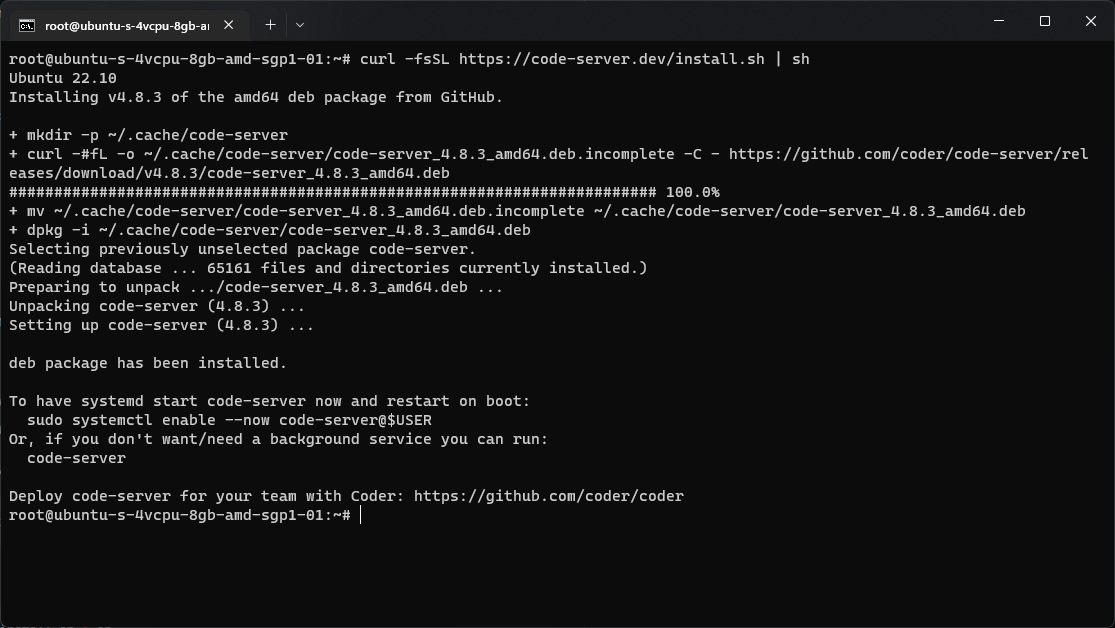 root@ubuntu-s-4vcpu-8gb-ar
root@ubuntu-s-4vcpu-8gb-amd-sgp1-01:~# curl -fsSL https://code-server.dev/install.sh | sh
Ubuntu 22.10
Installing v4.8.3 of the amd64 deb package from GitHub.
+ mkdir -p ~/.cache/code-server
+ curl -#fL -o ~/.cache/code-server/code-server_4.8.3_amd64.deb.incomplete -C - https://github.com/coder/code-server/rel
eases/download/v4.8.3/code-server_4.8.3_amd64.deb
######################################################################## 100.0%
+ mv ~/.cache/code-server/code-server_4.8.3_amd64.deb.incomplete ~/.cache/code-server/code-server_4.8.3_amd64.deb
+ dpkg -i ~/.cache/code-server/code-server_4.8.3_amd64.deb
Selecting previously unselected package code-server.
(Reading database ... 65161 files and directories currently installed.)
Preparing to unpack .../code-server_4.8.3_amd64.deb ...
Unpacking code-server (4.8.3) ...
Setting up code-server (4.8.3) ...
deb package has been installed.
To have systemd start code-server now and restart on boot:
  sudo systemctl enable --now code-server@$USER
Or, if you don't want/need a background service you can run:
  code-server
Deploy code-server for your team with Coder: https://github.com/coder/coder
root@ubuntu-s-4vcpu-8gb-amd-sgp1-01:~#